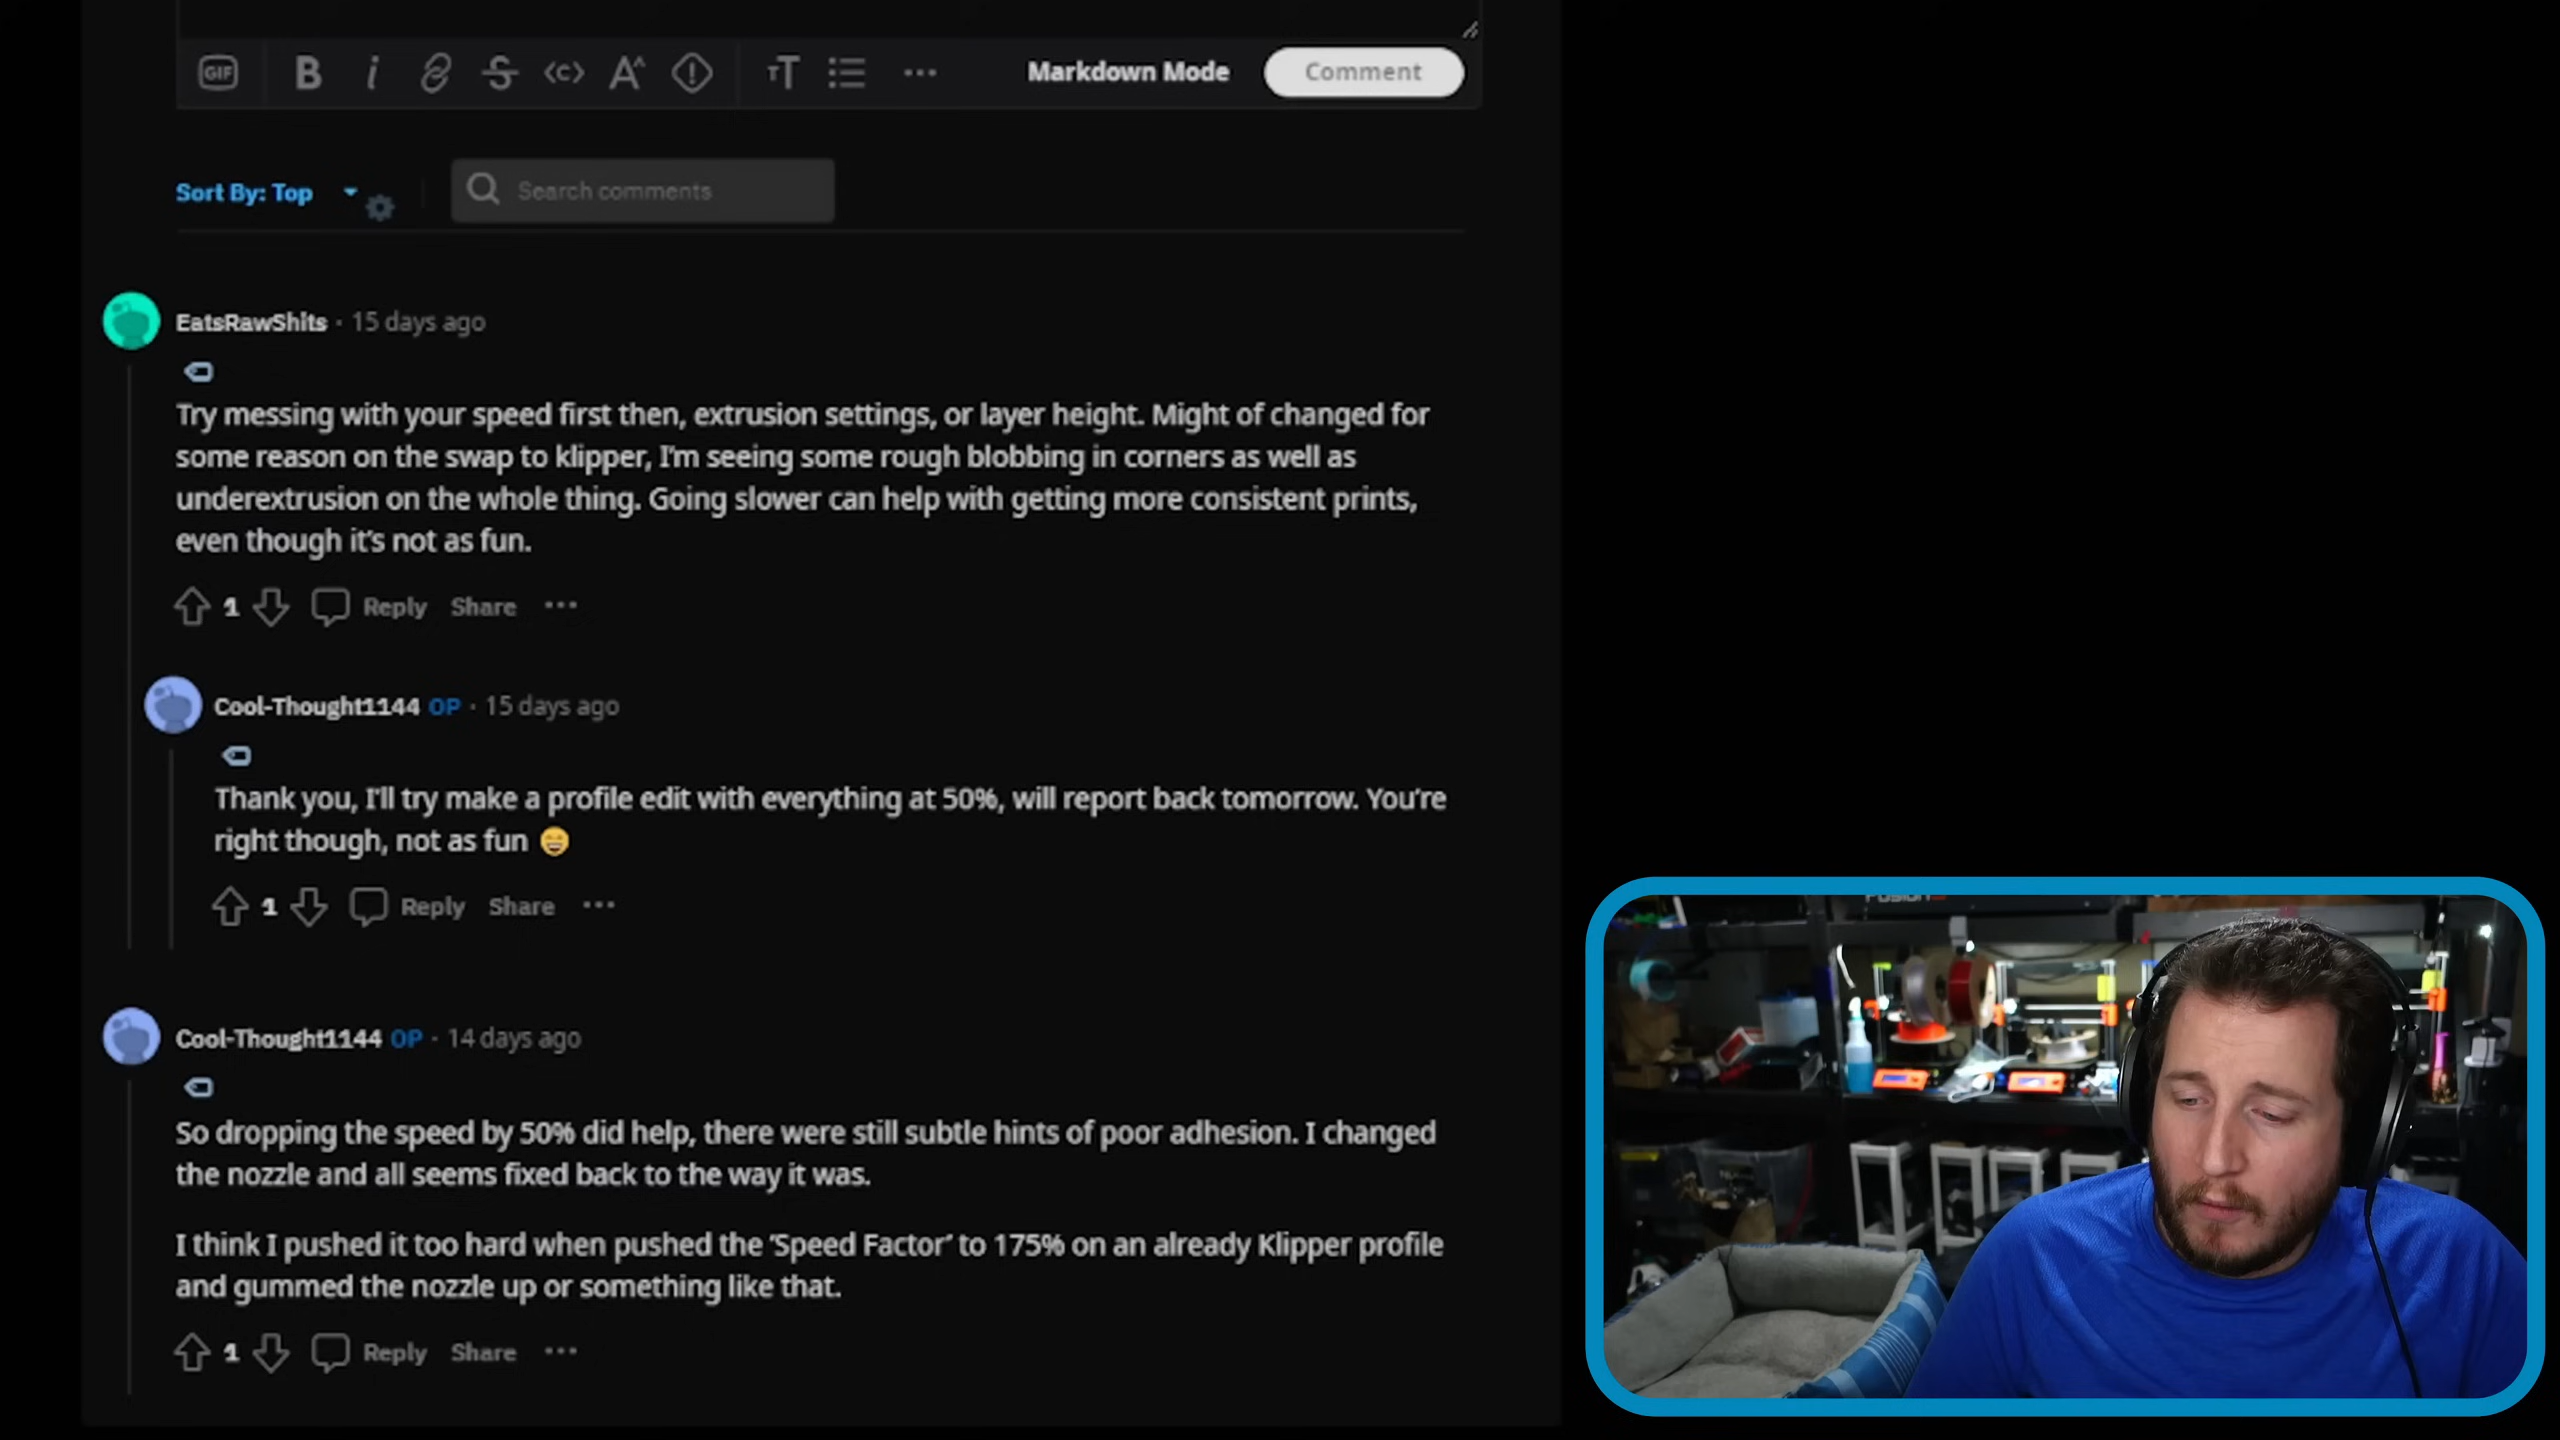 GIF B i <c> A^ TT ... Markdown Mode Comment
Sort By: Top Search comments
EatsRawShits · 15 days ago
Try messing with your speed first then, extrusion settings, or layer height. Might of changed for
some reason on the swap to klipper, I'm seeing some rough blobbing in corners as well as
underextrusion on the whole thing. Going slower can help with getting more consistent prints,
even though it's not as fun.
1 Reply Share ...
Cool-Thought1144 OP · 15 days ago
Thank you, I'll try make a profile edit with everything at 50%, will report back tomorrow. You're
right though, not as fun 😄
1 Reply Share ...
Cool-Thought1144 OP · 14 days ago
So dropping the speed by 50% did help, there were still subtle hints of poor adhesion. I changed
the nozzle and all seems fixed back to the way it was.
I think I pushed it too hard when pushed the 'Speed Factor' to 175% on an already Klipper profile
and gummed the nozzle up or something like that.
1 Reply Share ...